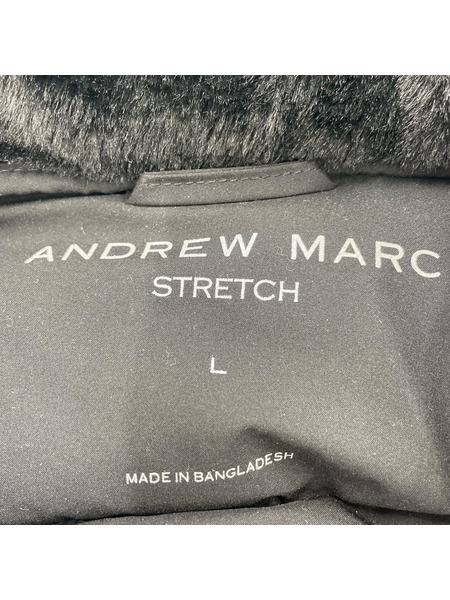 ANDREW MARC
STRETCH
L
MADE IN BANGLADESH